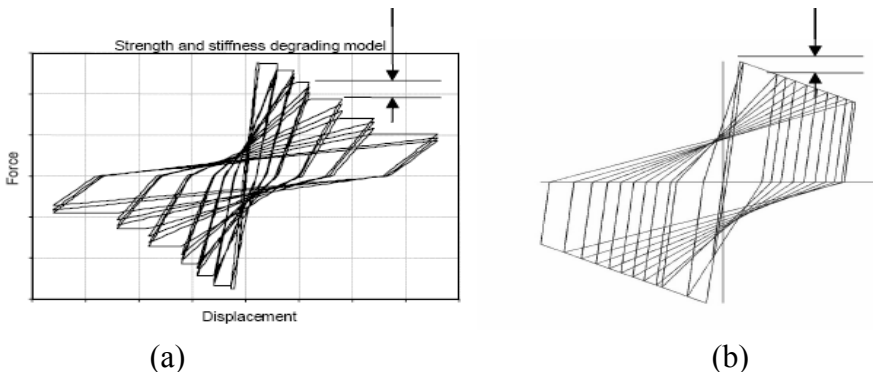 Strength and stiffness degrading model
Force
Displacement
(a)
(b)